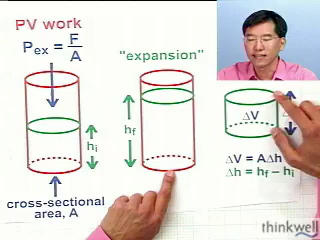 PV work
Pex = F/A
"expansion"
hi
hf
cross-sectional
area, A
ΔV
ΔV = AΔh
Δh = hf – hi
thinkwell